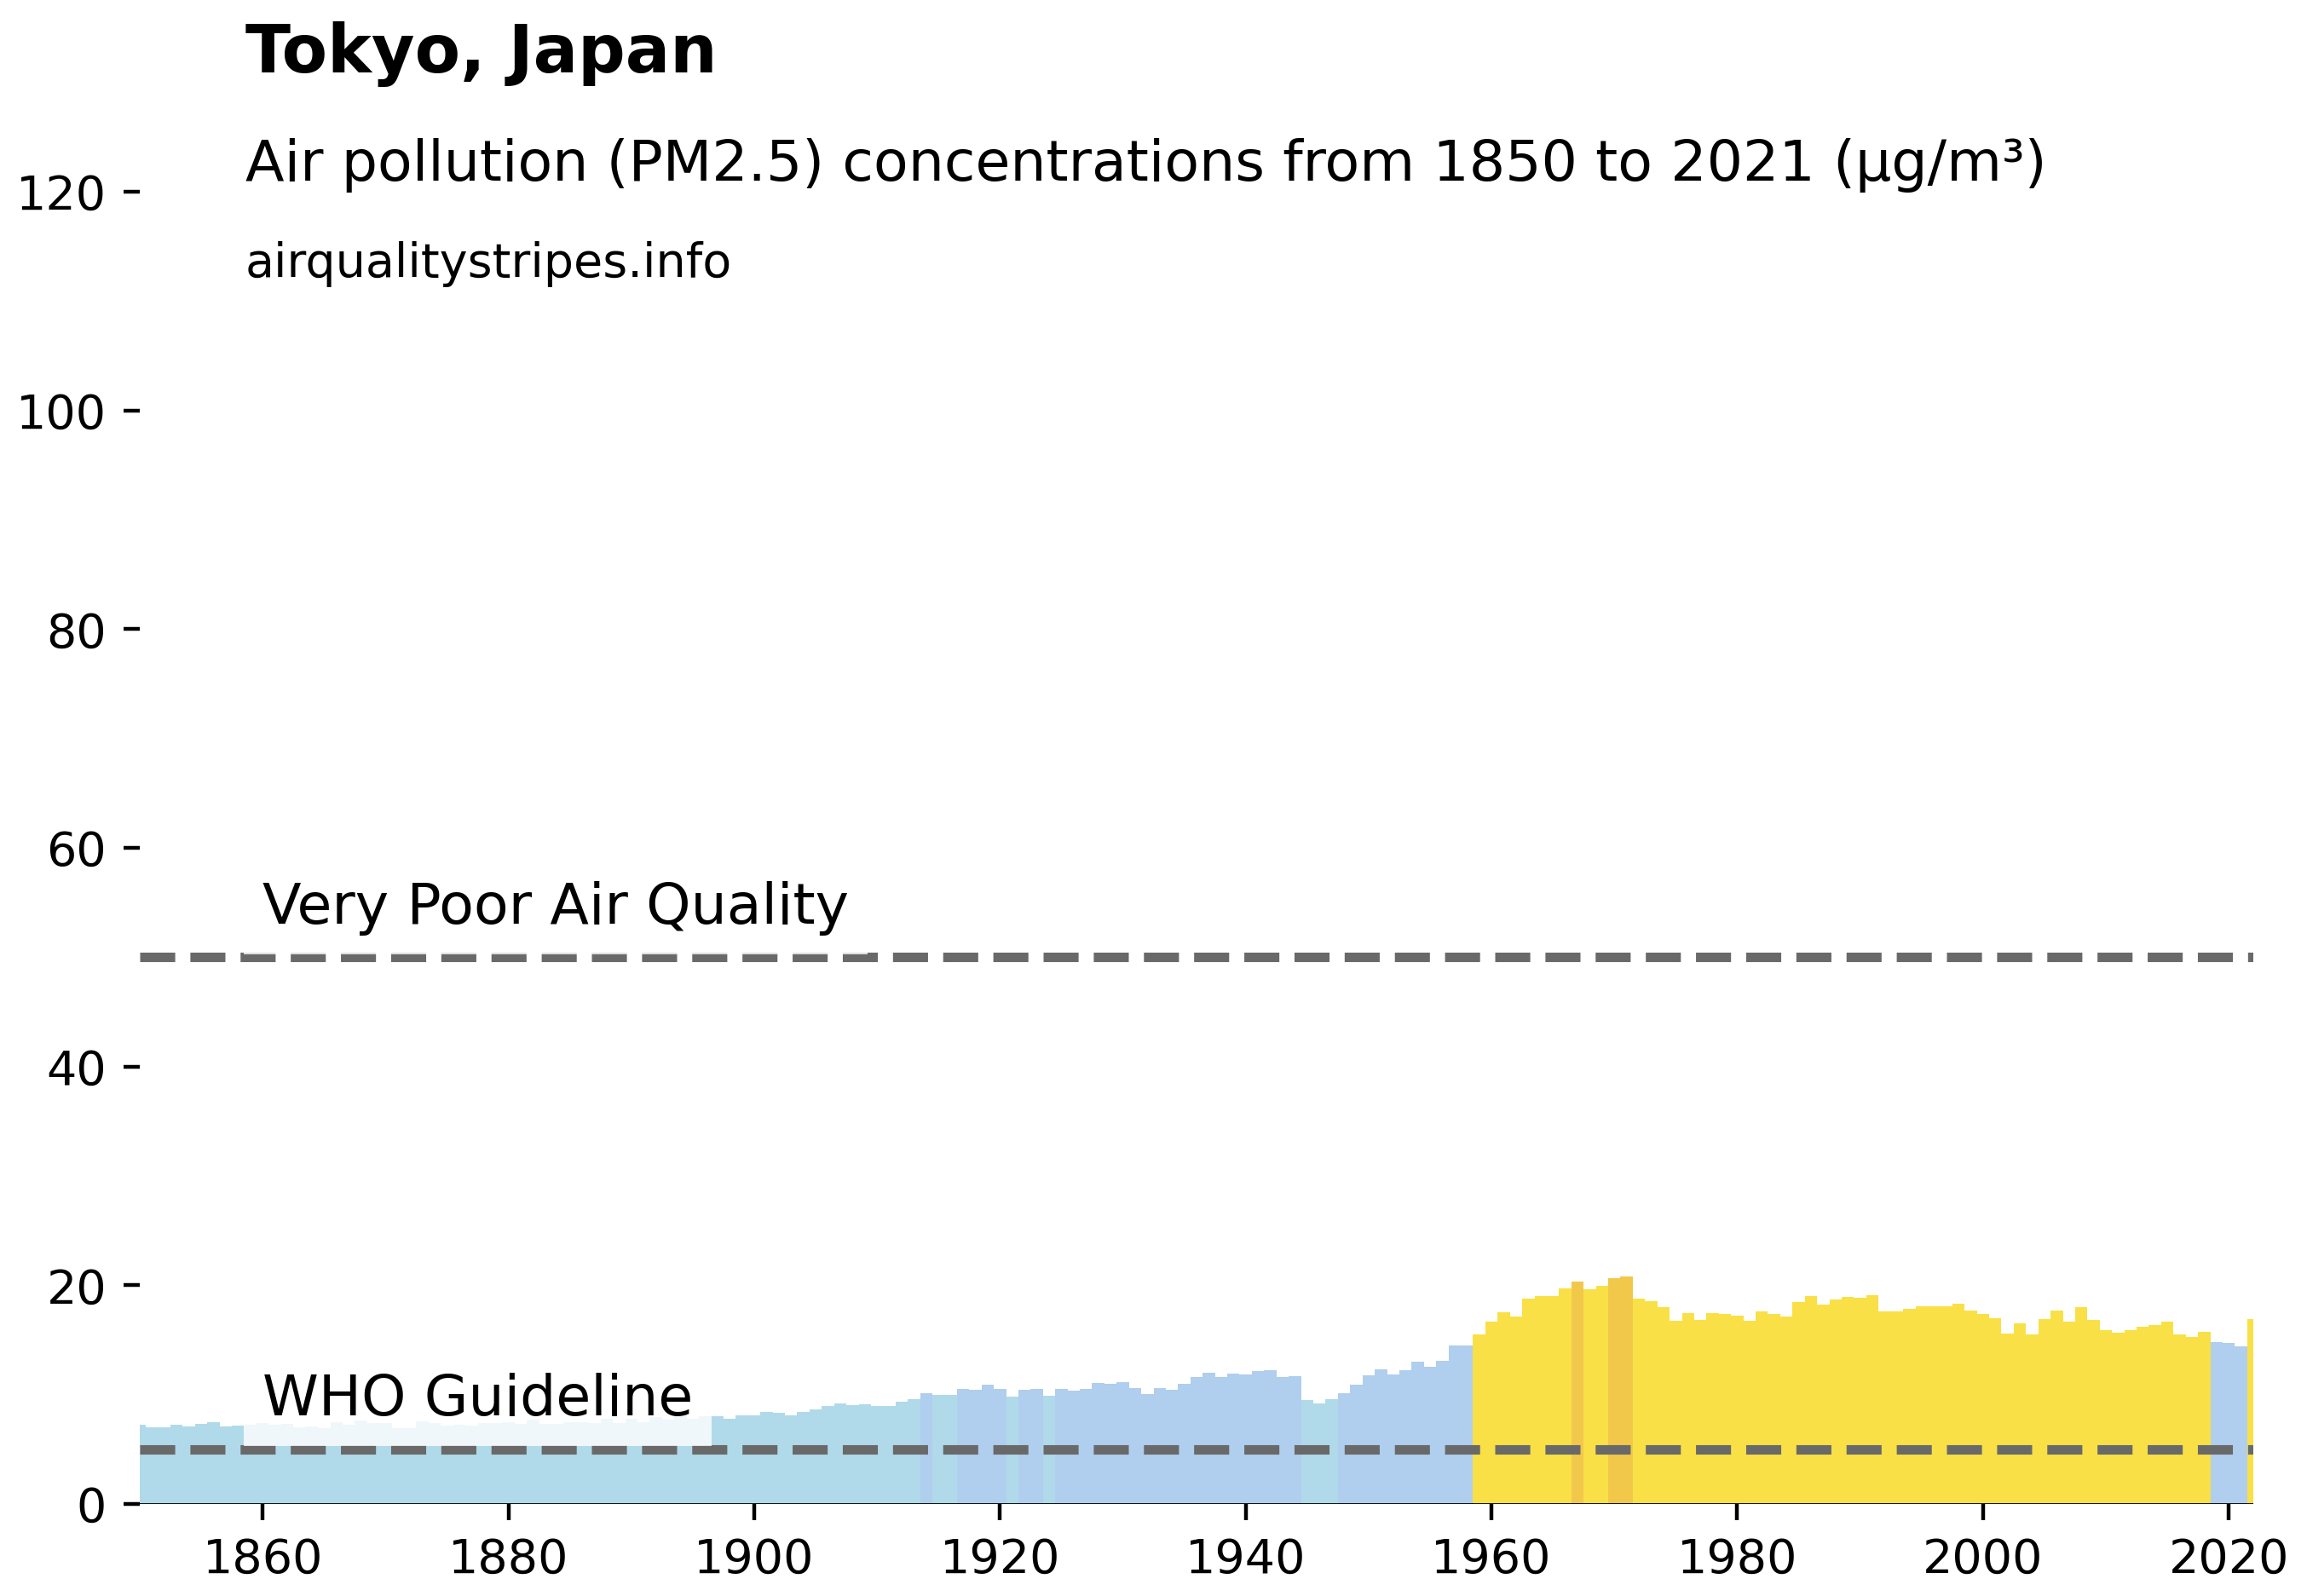 Tokyo, Japan
Air pollution (PM2.5) concentrations from 1850 to 2021 (µg/m³)
120
airqualitystripes.info
100
80
60
Very Poor Air Quality
40
20
WHO Guideline
0
1860 1880 1900 1920 1940 1960 1980 2000 2020